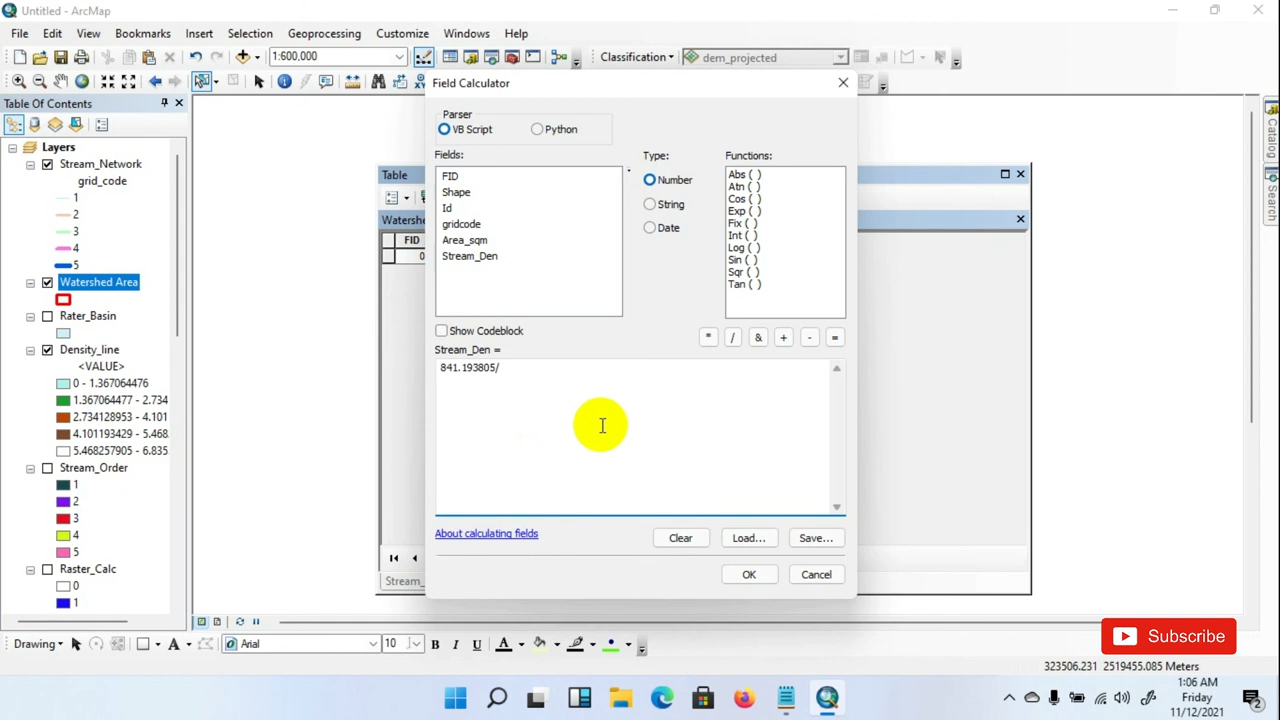 Untitled - ArcMap
File Edit View Bookmarks Insert Selection Geoprocessing Customize Windows Help
1:600,000
Classification
dem_projected
Table Of Contents
Layers
Stream_Network
grid_code
1
2
3
4
5
Watershed Area
Rater_Basin
Density_line
<VALUE>
0 - 1.367064476
1.367064477 - 2.734
2.734128953 - 4.101
4.101193429 - 5.468
5.468257905 - 6.835
Stream_Order
1
2
3
4
5
Raster_Calc
0
1
Table
Watershe
FID
0
Stream_
Field Calculator
Parser
VB Script
Python
Fields:
FID
Shape
Id
gridcode
Area_sqm
Stream_Den
Type:
Number
String
Date
Functions:
Abs ( )
Atn ( )
Cos ( )
Exp ( )
Fix ( )
Int ( )
Log ( )
Sin ( )
Sqr ( )
Tan ( )
Show Codeblock
* / & + - =
Stream_Den =
841.193805/
About calculating fields
Clear Load... Save...
OK Cancel
Catalog
Search
Subscribe
Drawing
Arial
10
B I U A
323506.231 2519455.085 Meters
1:06 AM
Friday
11/12/2021
2